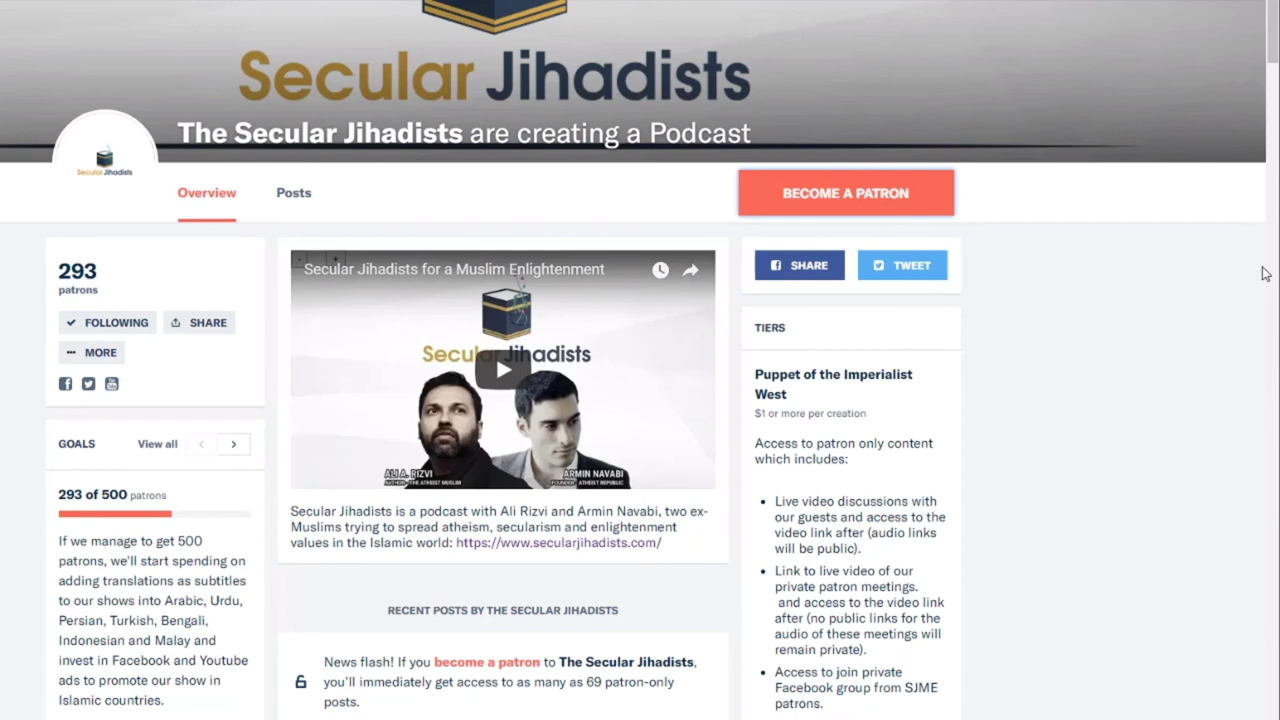 Secular Jihadists
The Secular Jihadists are creating a Podcast
Secular Jihadists
Overview
Posts
BECOME A PATRON
293
patrons
FOLLOWING
SHARE
MORE
GOALS
View all
293 of 500 patrons
If we manage to get 500
patrons, we'll start spending on
adding translations as subtitles
to our shows into Arabic, Urdu,
Persian, Turkish, Bengali,
Indonesian and Malay and
invest in Facebook and Youtube
ads to promote our show in
Islamic countries.
Secular Jihadists for a Muslim Enlightenment
Secular Jihadists
ALI A. RIZVI
AUTHOR - THE ATHEIST MUSLIM
ARMIN NAVABI
FOUNDER - ATHEIST REPUBLIC
Secular Jihadists is a podcast with Ali Rizvi and Armin Navabi, two ex-
Muslims trying to spread atheism, secularism and enlightenment
values in the Islamic world: https://www.secularjihadists.com/
RECENT POSTS BY THE SECULAR JIHADISTS
News flash! If you become a patron to The Secular Jihadists,
you'll immediately get access to as many as 69 patron-only
posts.
SHARE
TWEET
TIERS
Puppet of the Imperialist
West
$1 or more per creation
Access to patron only content
which includes:
Live video discussions with
our guests and access to the
video link after (audio links
will be public).
Link to live video of our
private patron meetings.
and access to the video link
after (no public links for the
audio of these meetings will
remain private).
Access to join private
Facebook group from SJME
patrons.